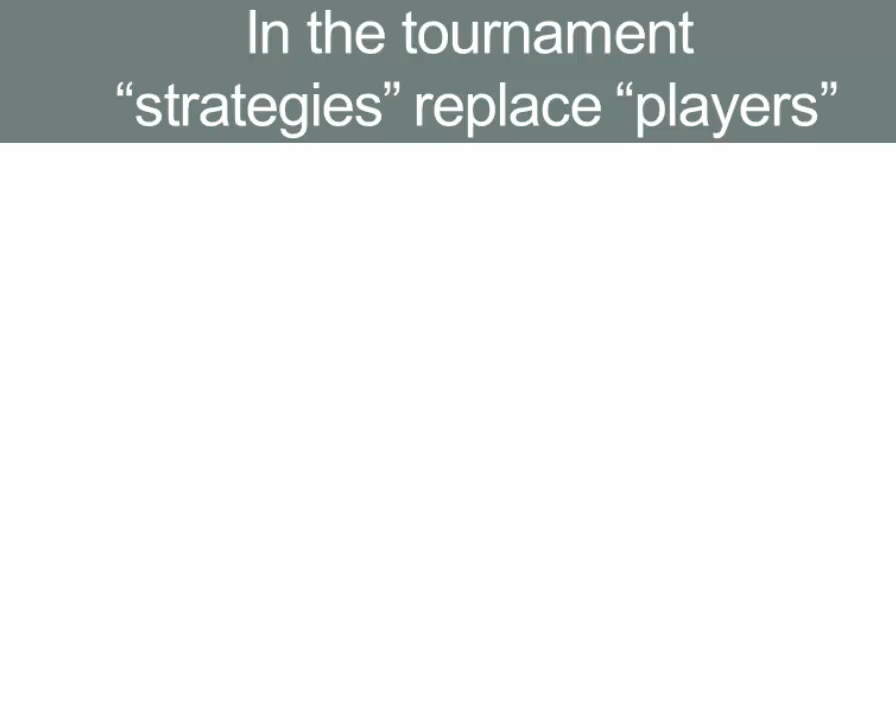 In the tournament
“strategies” replace “players”